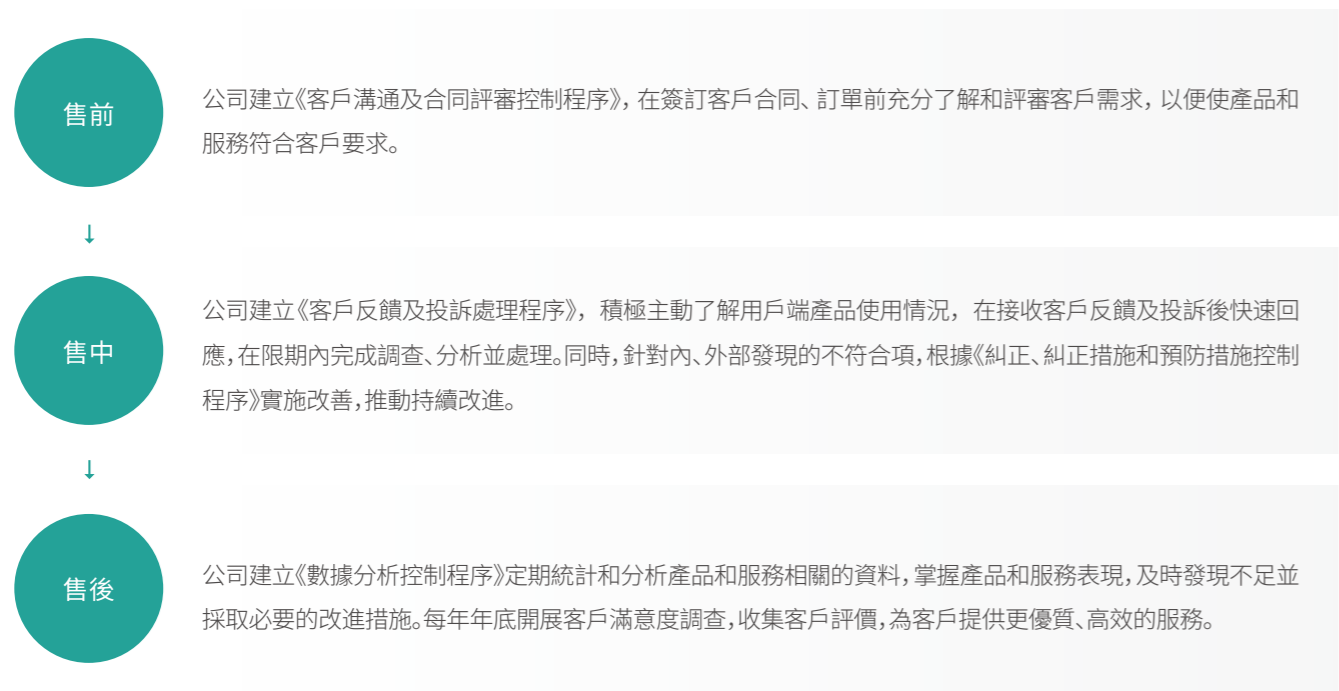 售前
公司建立《客戶溝通及合同評審控制程序》，在簽訂客戶合同、訂單前充分了解和評審客戶需求，以便使產品和
服務符合客戶要求。
↓
售中
公司建立《客戶反饋及投訴處理程序》，積極主動了解用戶端產品使用情況，在接收客戶反饋及投訴後快速回
應，在限期內完成調查、分析並處理。同時，針對內、外部發現的不符合項，根據《糾正、糾正措施和預防措施控制
程序》實施改善，推動持續改進。
↓
售後
公司建立《數據分析控制程序》定期統計和分析產品和服務相關的資料，掌握產品和服務表現，及時發現不足並
採取必要的改進措施。每年年底開展客戶滿意度調查，收集客戶評價，為客戶提供更優質、高效的服務。